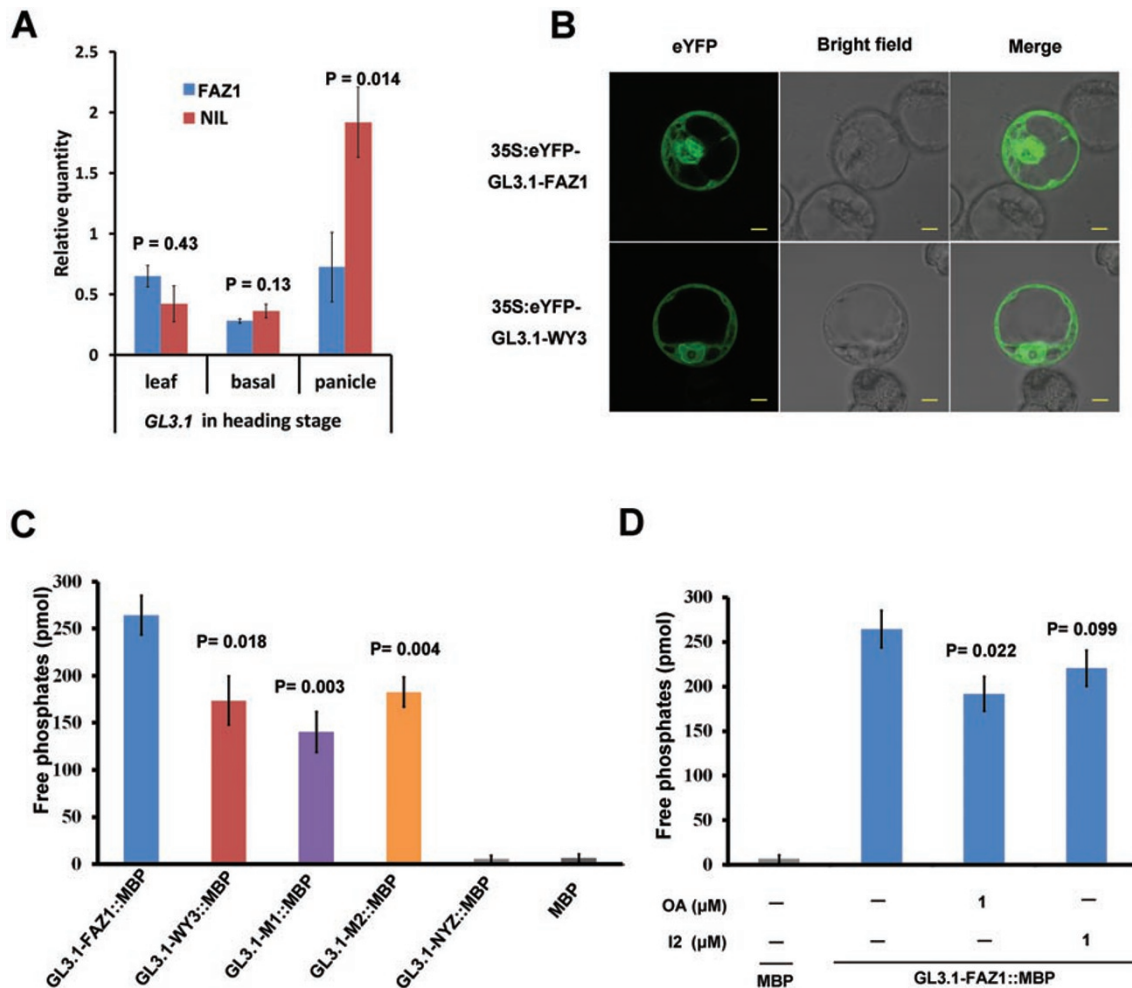 A
2.5
2
1.5
1
0.5
0
Relative quantity
FAZ1
NIL
P = 0.43
P = 0.13
P = 0.014
leaf basal panicle
GL3.1 in heading stage
B
eYFP Bright field Merge
35S:eYFP-
GL3.1-FAZ1
35S:eYFP-
GL3.1-WY3
C
300
250
200
150
100
50
0
Free phosphates (pmol)
P= 0.018
P= 0.003
P= 0.004
GL3.1-FAZ1::MBP
GL3.1-WY3::MBP
GL3.1-M1::MBP
GL3.1-M2::MBP
GL3.1-NYZ::MBP
MBP
D
300
250
200
150
100
50
0
Free phosphates (pmol)
P= 0.022
P= 0.099
OA (μM) – – 1 –
I2 (μM) – – – 1
MBP GL3.1-FAZ1::MBP